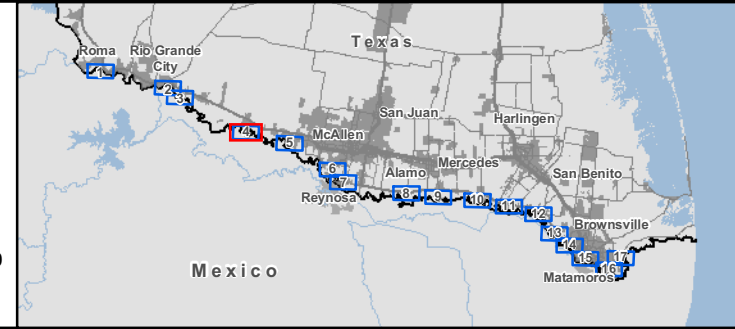 Texas
Roma
Rio Grande
City
1
2
3
4
5
McAllen
San Juan
Harlingen
6
7
Reynosa
Alamo
Mercedes
San Benito
8
9
10
11
12
13
14
15
16
17
Brownsville
Matamoros
Mexico